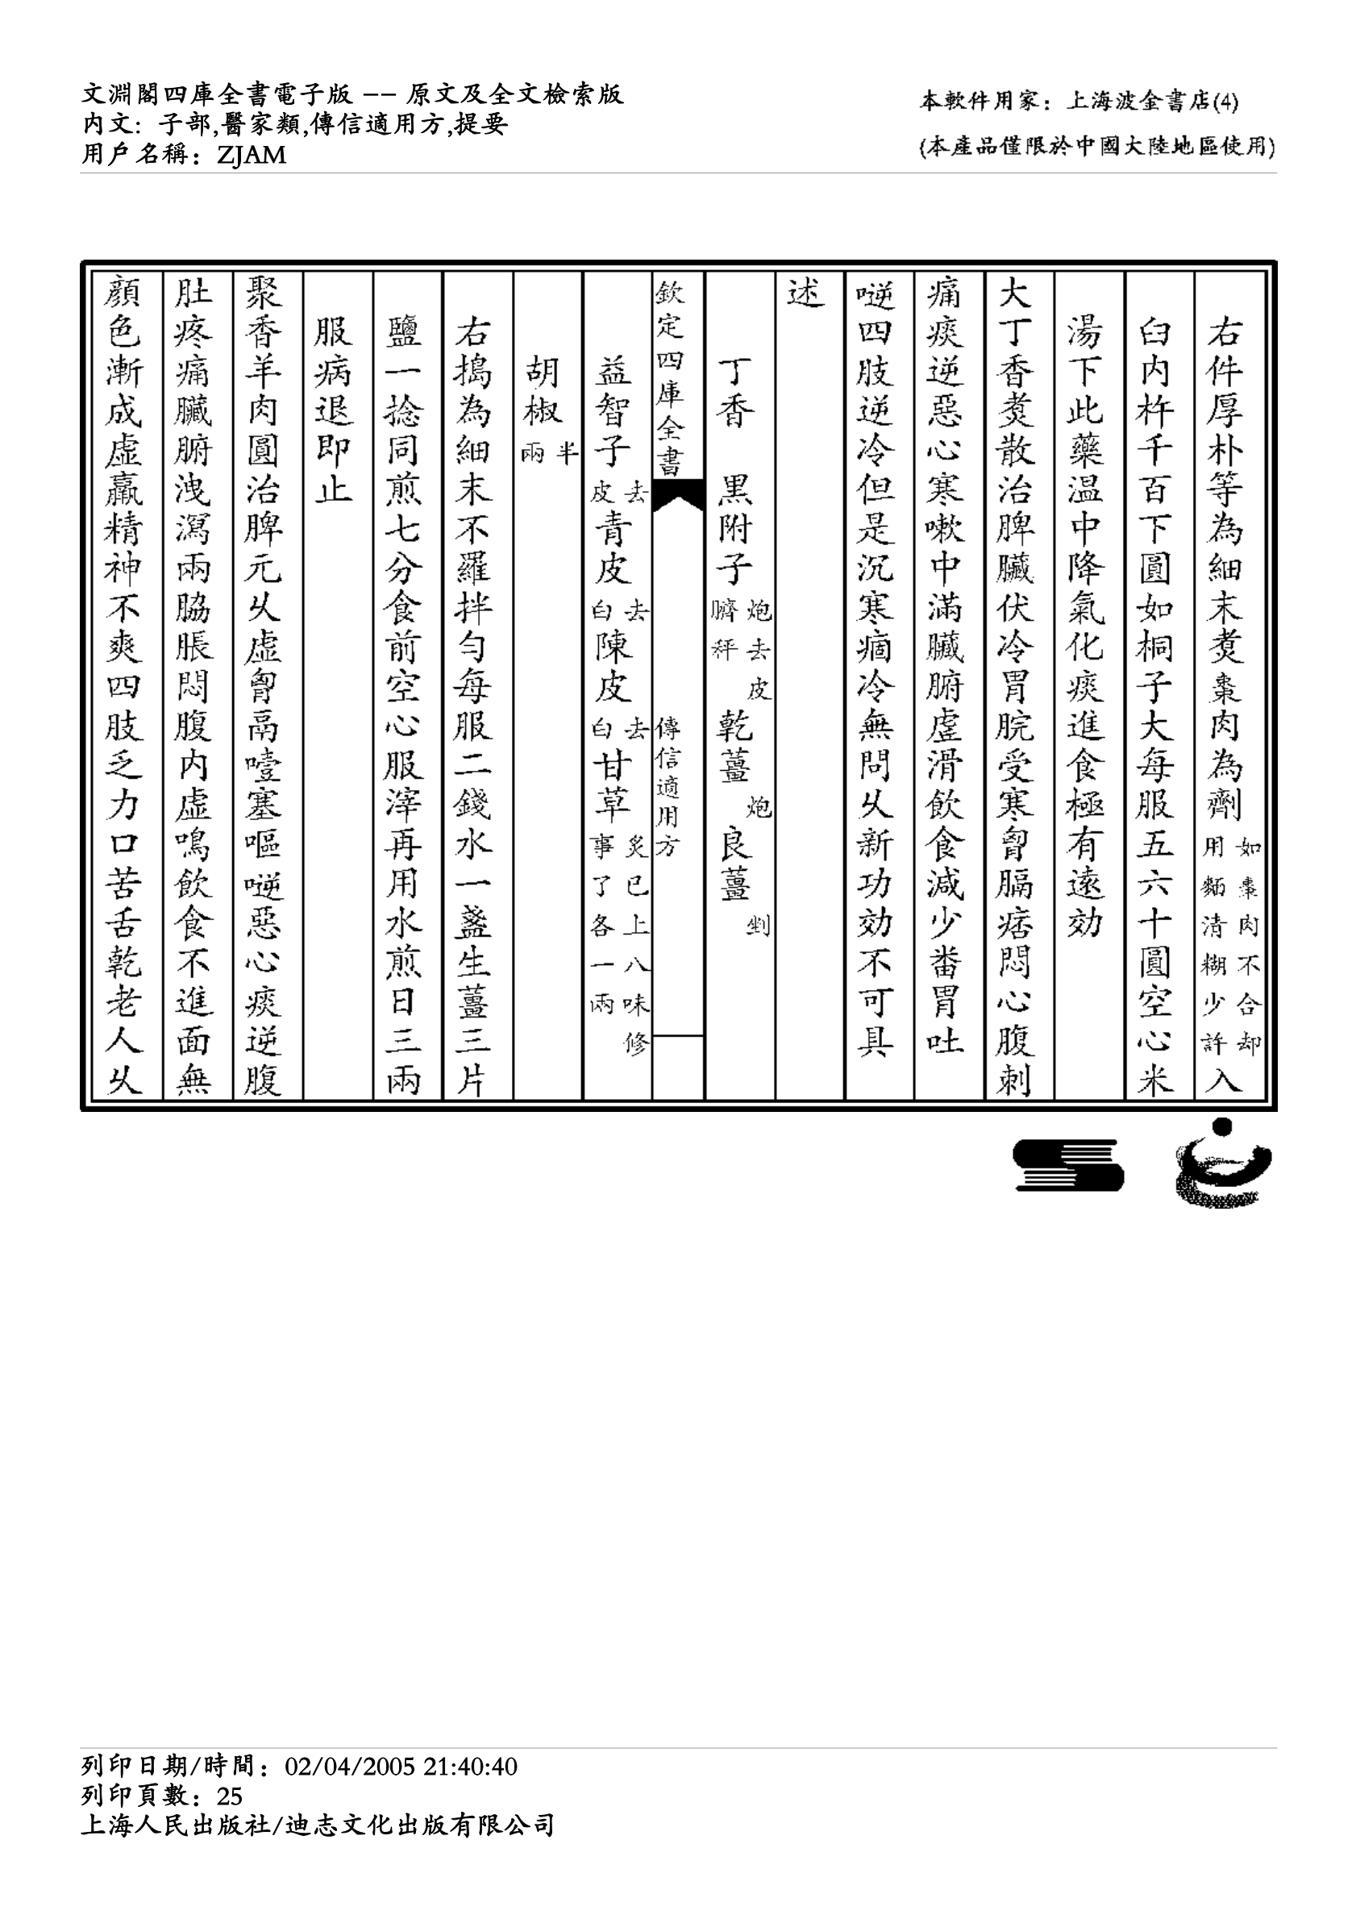 文淵閣四庫全書電子版 -- 原文及全文檢索版
内文: 子部,醫家類,傳信適用方,提要
用戶名稱: ZJAM
本軟件用家: 上海波金書店(4)
(本產品僅限於中國大陸地區使用)
右件厚朴等為細末煑棗肉為劑如棗肉不合却用麵清糊少許入
臼内杵千百下圓如桐子大每服五六十圓空心米
湯下此藥温中降氣化痰進食極有遠効
大丁香煑散治脾臟伏冷胃脘受寒胷膈痞悶心腹刺
痛痰逆惡心寒嗽中滿臓腑虚滑飲食減少畨胃吐
㖕四肢逆冷但是沉寒痼冷無問乆新功効不可具
述
丁香 黒附子炮去皮臍秤乾薑炮良薑剉
欽定四庫全書
傳信適用方
益智子去皮青皮去白陳皮去白甘草炙已上八味修事了各一兩
胡椒半兩
右搗為細末不羅拌勻每服二錢水一盞生薑三片
鹽一捻同煎七分食前空心服滓再用水煎日三兩
服病退即止
聚香羊肉圓治脾元乆虚胷鬲噎塞嘔㖕惡心痰逆腹
肚疼痛臟腑洩瀉兩脇脹悶腹内虚鳴飲食不進面無
顔色漸成虚羸精神不爽四肢乏力口苦舌乾老人乆
列印日期/時間: 02/04/2005 21:40:40
列印頁數: 25
上海人民出版社/迪志文化出版有限公司